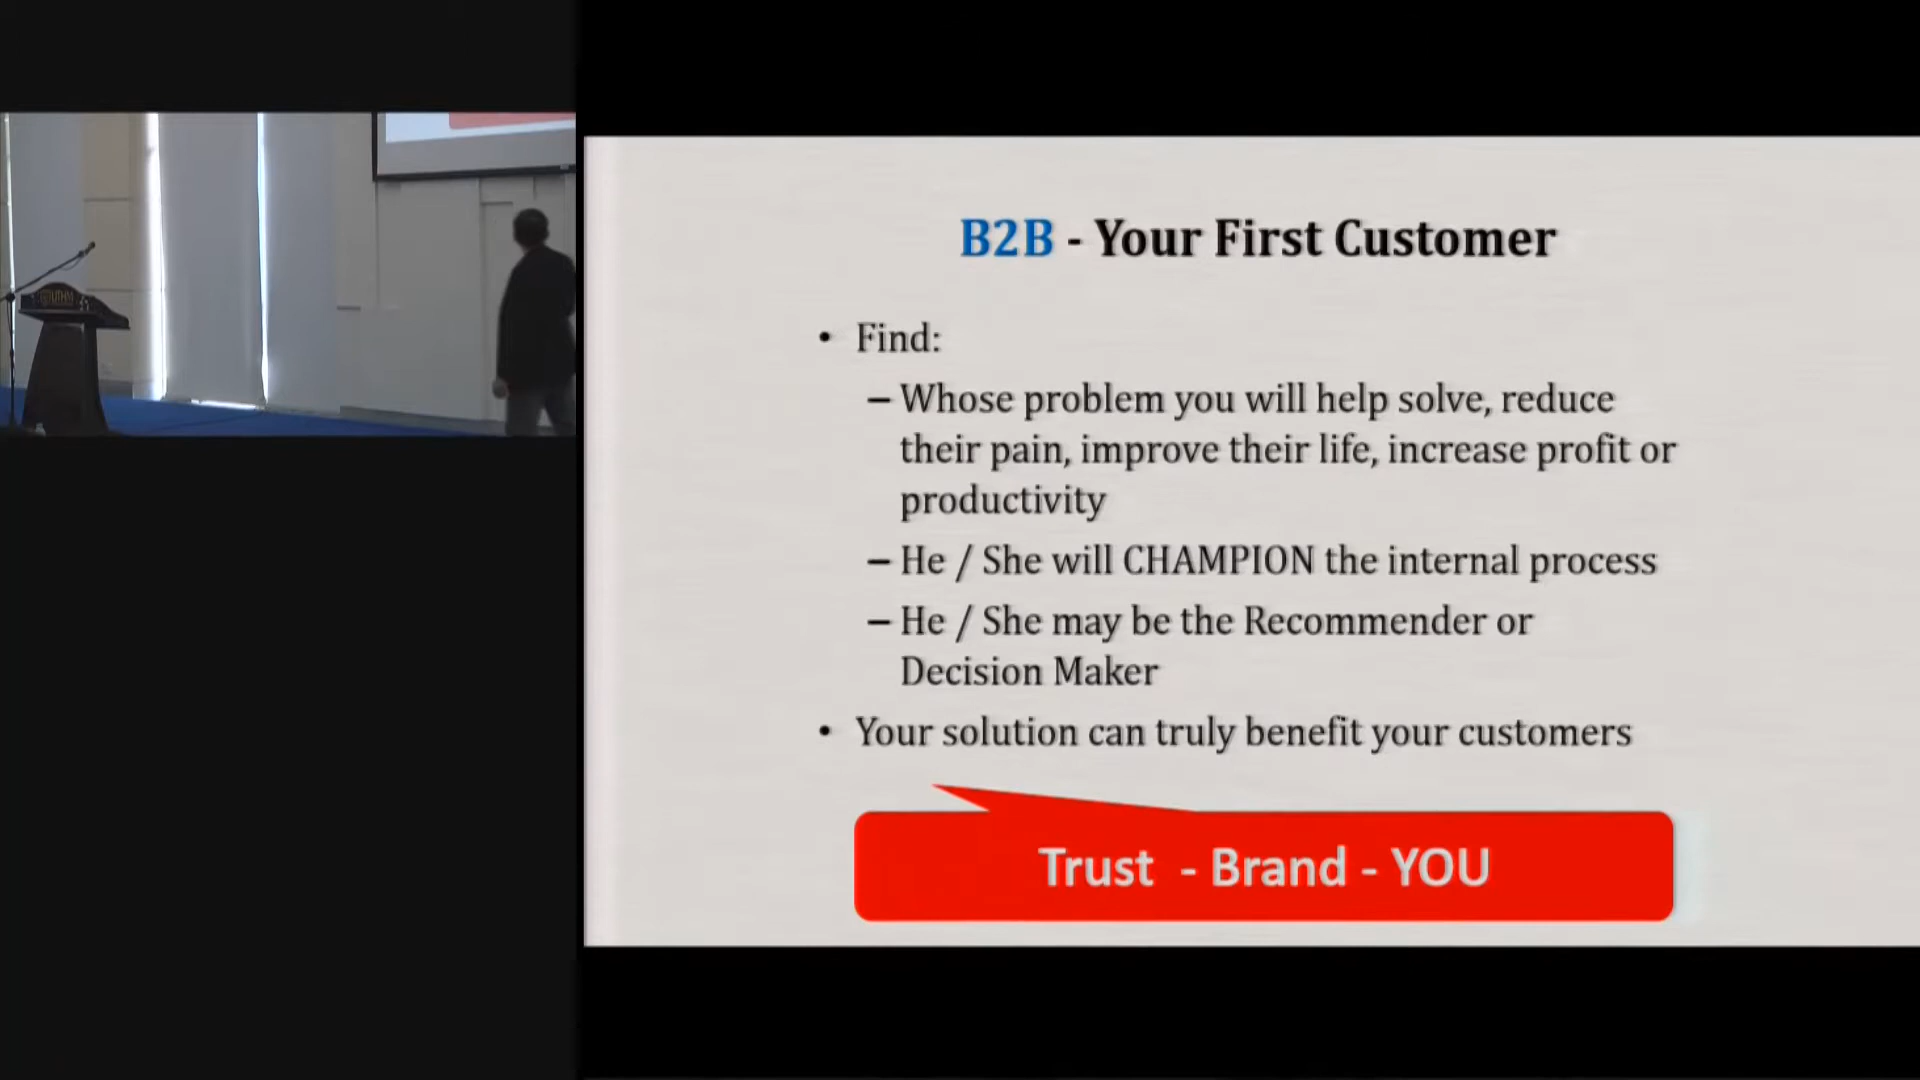 UTHM
B2B - Your First Customer
• Find:
– Whose problem you will help solve, reduce
their pain, improve their life, increase profit or
productivity
– He / She will CHAMPION the internal process
– He / She may be the Recommender or
Decision Maker
• Your solution can truly benefit your customers
Trust - Brand - YOU